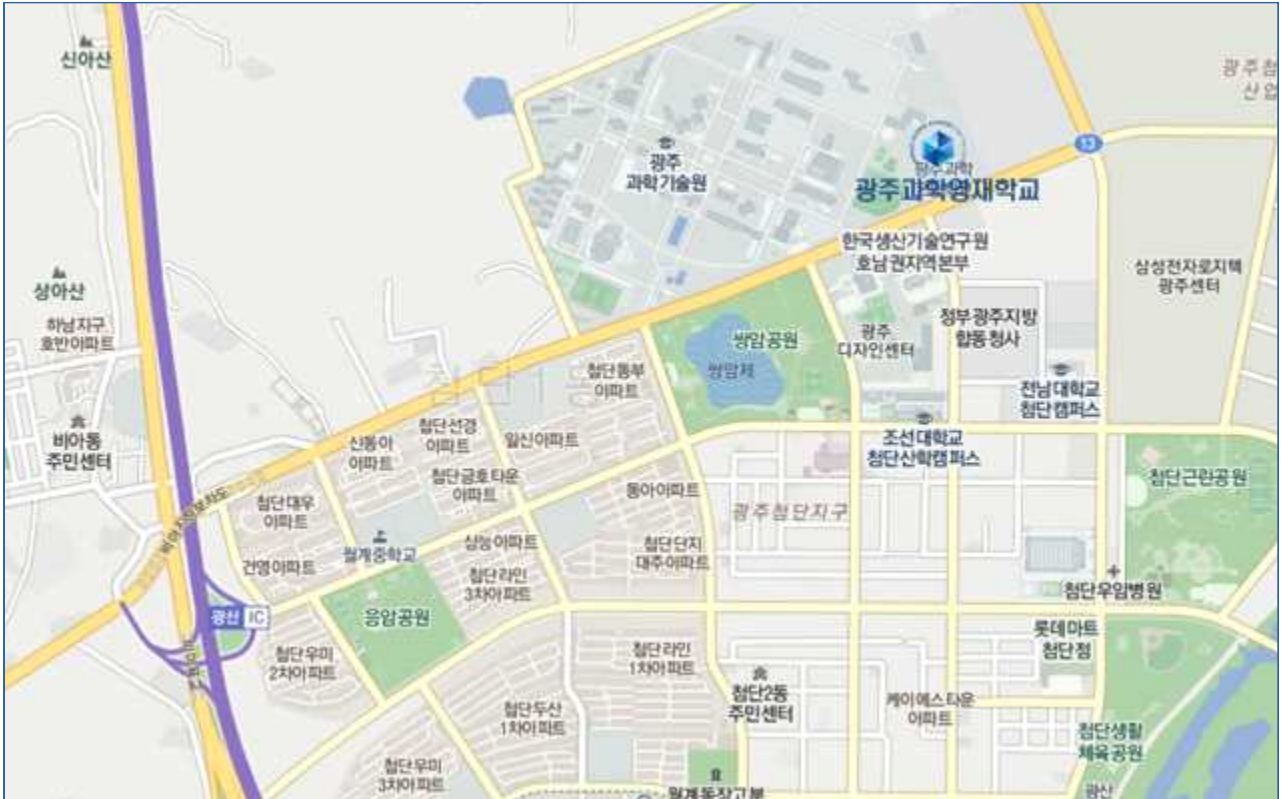 신아산
광주첨
산업
광주
과학기술원
광주과학
광주과학영재학교
13
한국생산기술연구원
호남권지역본부
삼성전자로지텍
광주센터
상아산
하남지구
호반아파트
정부광주지방
합동청사
광주
디자인센터
쌍암공원
쌍암제
첨단동부
아파트
전남대학교
첨단캠퍼스
비아동
주민센터
신동아
아파트
첨단선경
아파트
일신아파트
조선대학교
첨단산학캠퍼스
첨단금호타운
아파트
동아아파트
첨단근린공원
첨단대우
아파트
광주첨단지구
월계중학교
삼능아파트
첨단단지
대주아파트
건영아파트
첨단라인
3차아파트
첨단우암병원
광산 IC
응암공원
롯데마트
첨단점
첨단우미
2차아파트
첨단라인
1차아파트
첨단2동
주민센터
케이에스타운
아파트
첨단두산
1차아파트
첨단생활
체육공원
첨단우미
3차아파트
월계동장고분
광산